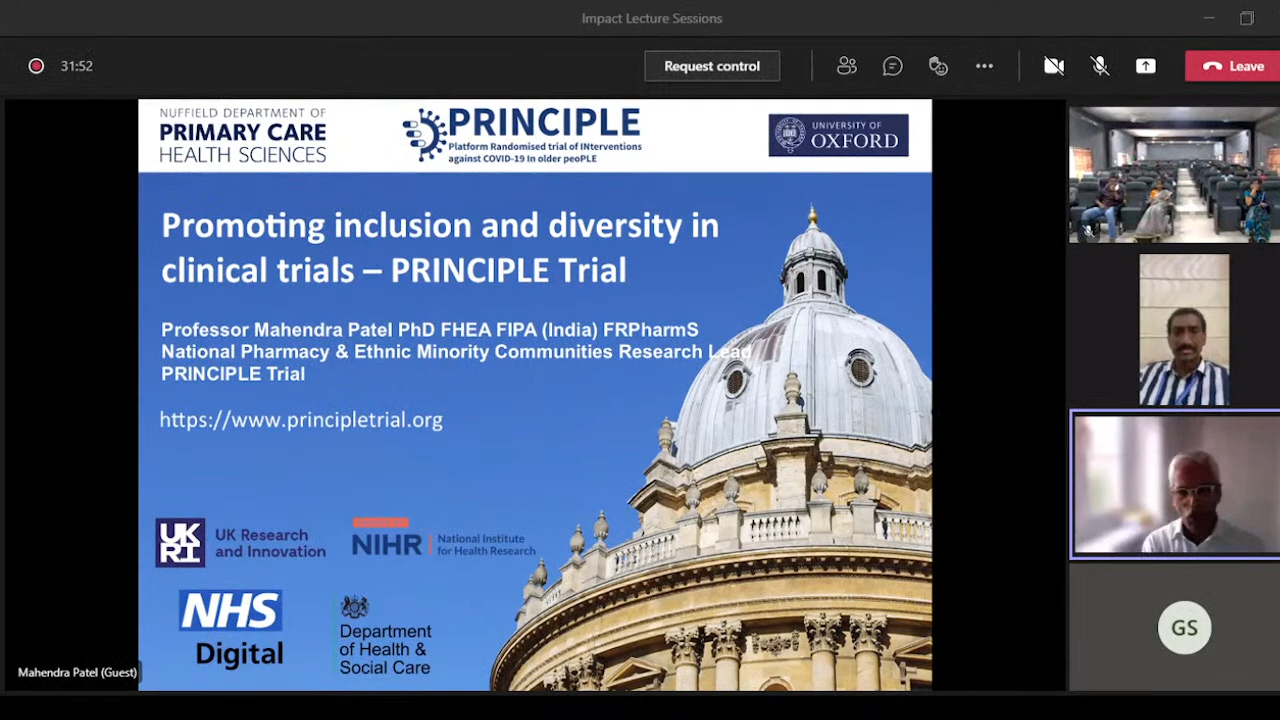 Impact Lecture Sessions
31:52
Request control
Leave
NUFFIELD DEPARTMENT OF
PRIMARY CARE
HEALTH SCIENCES
PRINCIPLE
Platform Randomised trial of INterventions
against COVID-19 In older peoPLE
UNIVERSITY OF
OXFORD
Promoting inclusion and diversity in
clinical trials – PRINCIPLE Trial
Professor Mahendra Patel PhD FHEA FIPA (India) FRPharmS
National Pharmacy & Ethnic Minority Communities Research Lead
PRINCIPLE Trial
https://www.principletrial.org
UK
RI
UK Research
and Innovation
NIHR
National Institute
for Health Research
NHS
Digital
Department
of Health &
Social Care
Mahendra Patel (Guest)
GS